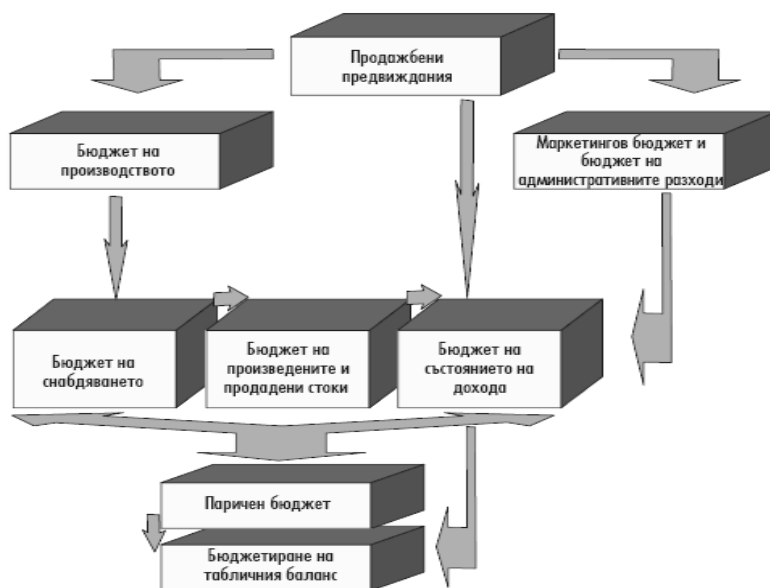 Продажбени
предвиждания
Бюджет на
производството
Маркетингов бюджет и
бюджет на
административните разходи
Бюджет на
снабдяването
Бюджет на
произведените и
продадени стоки
Бюджет на
състоянието на
дохода
Паричен бюджет
Бюджетиране на
табличния баланс